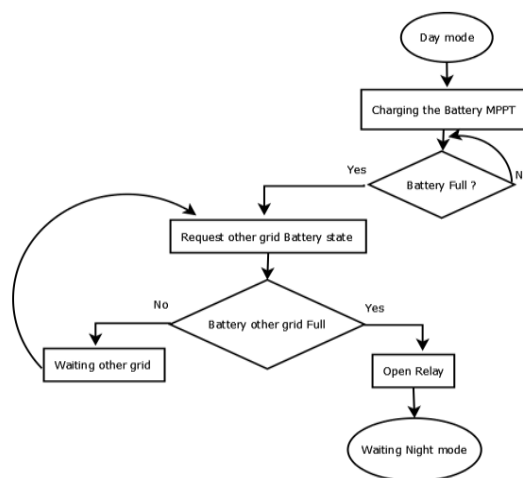 Day mode
Charging the Battery MPPT
Yes
Battery Full ?
Request other grid Battery state
No
Battery other grid Full
Yes
Waiting other grid
Open Relay
Waiting Night mode